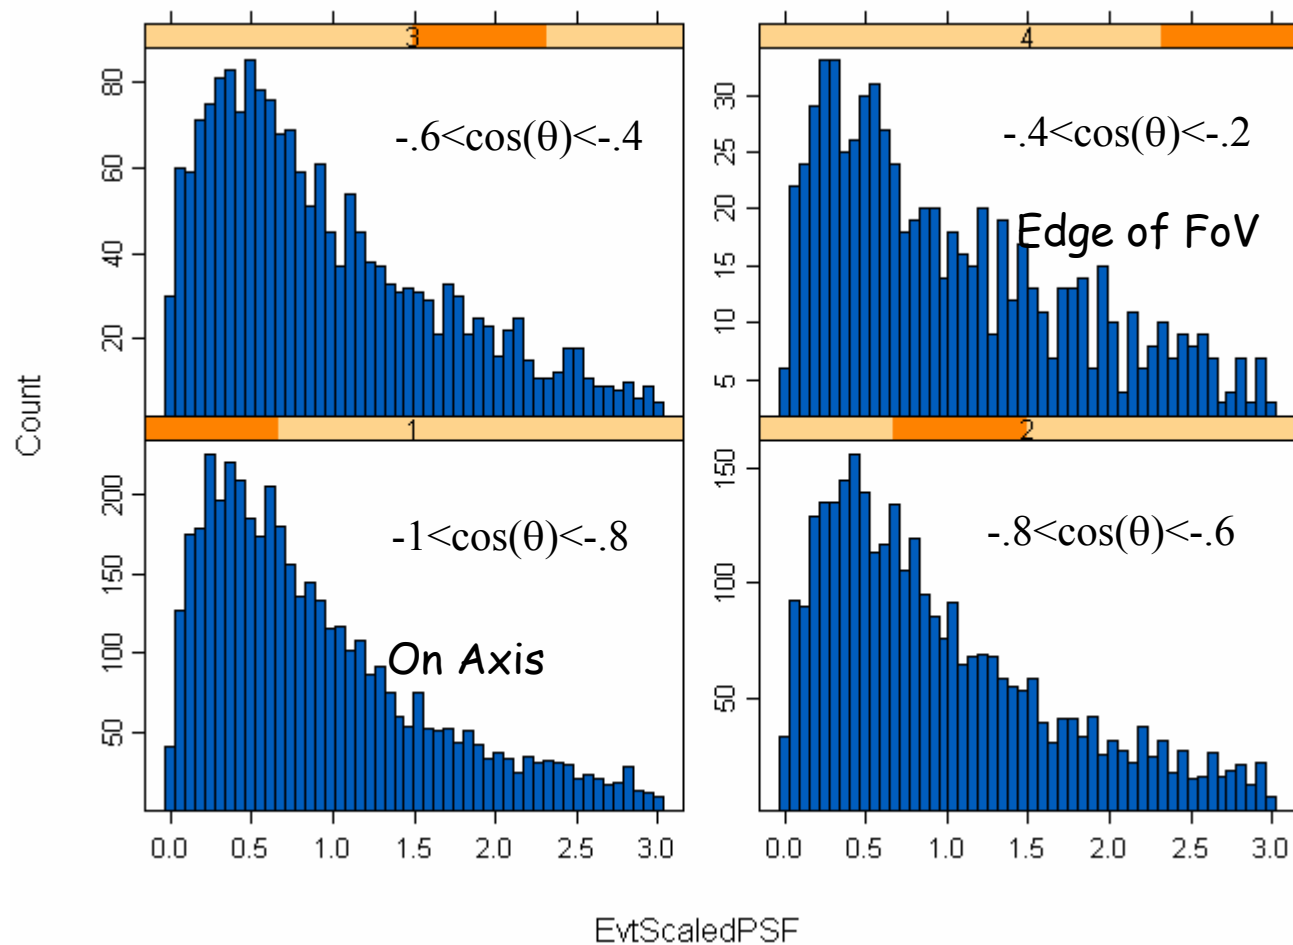 3
4
80
60
40
20
-.6<cos(θ)<-.4
30
25
20
15
10
5
-.4<cos(θ)<-.2
Edge of FoV
Count
1
2
200
150
100
50
-1<cos(θ)<-.8
On Axis
150
100
50
-.8<cos(θ)<-.6
0.0 0.5 1.0 1.5 2.0 2.5 3.0
0.0 0.5 1.0 1.5 2.0 2.5 3.0
EvtScaledPSF